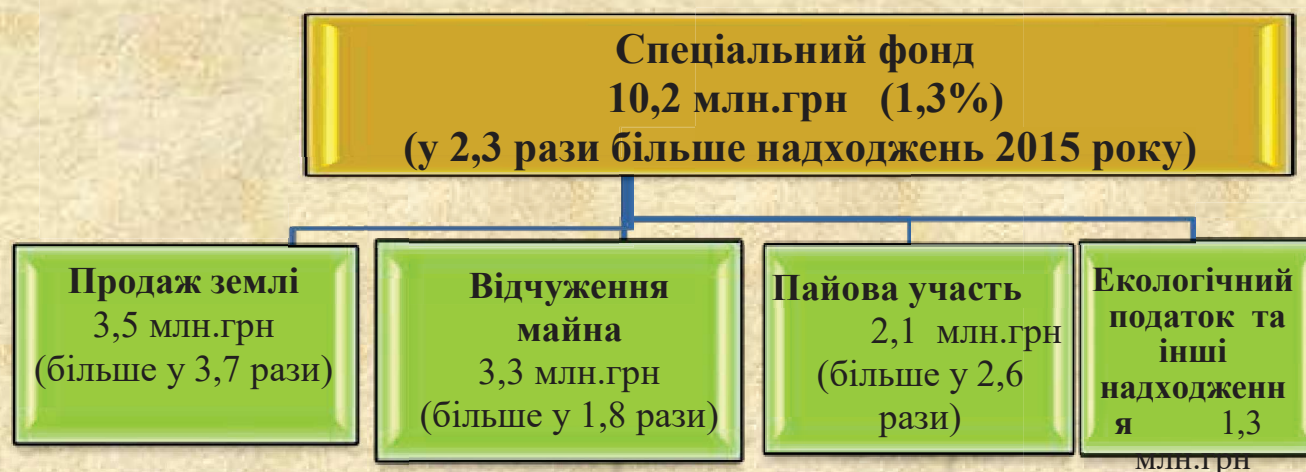 Спеціальний фонд
10,2 млн.грн (1,3%)
(у 2,3 рази більше надходжень 2015 року)
Продаж землі
3,5 млн.грн
(більше у 3,7 рази)
Відчуження
майна
3,3 млн.грн
(більше у 1,8 рази)
Пайова участь
2,1 млн.грн
(більше у 2,6
рази)
Екологічний
податок та
інші
надходженн
я 1,3
млн.грн